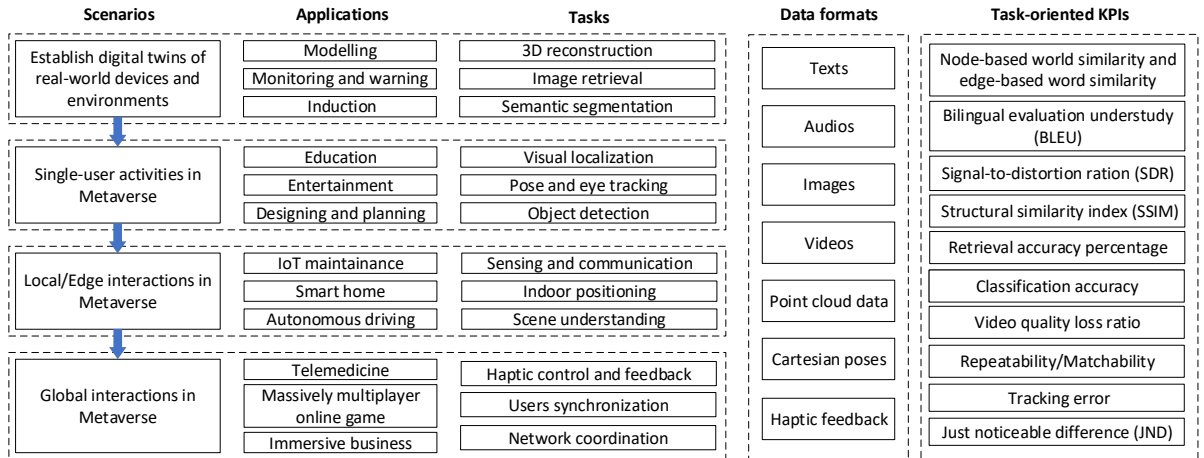 Scenarios
Applications
Tasks
Data formats
Task-oriented KPIs
Establish digital twins of
real-world devices and
environments
Modelling
Monitoring and warning
Induction
3D reconstruction
Image retrieval
Semantic segmentation
Single-user activities in
Metaverse
Education
Entertainment
Designing and planning
Visual localization
Pose and eye tracking
Object detection
Local/Edge interactions in
Metaverse
IoT maintainance
Smart home
Autonomous driving
Sensing and communication
Indoor positioning
Scene understanding
Global interactions in
Metaverse
Telemedicine
Massively multiplayer
online game
Immersive business
Haptic control and feedback
Users synchronization
Network coordination
Texts
Audios
Images
Videos
Point cloud data
Cartesian poses
Haptic feedback
Node-based world similarity and
edge-based word similarity
Bilingual evaluation understudy
(BLEU)
Signal-to-distortion ration (SDR)
Structural similarity index (SSIM)
Retrieval accuracy percentage
Classification accuracy
Video quality loss ratio
Repeatability/Matchability
Tracking error
Just noticeable difference (JND)